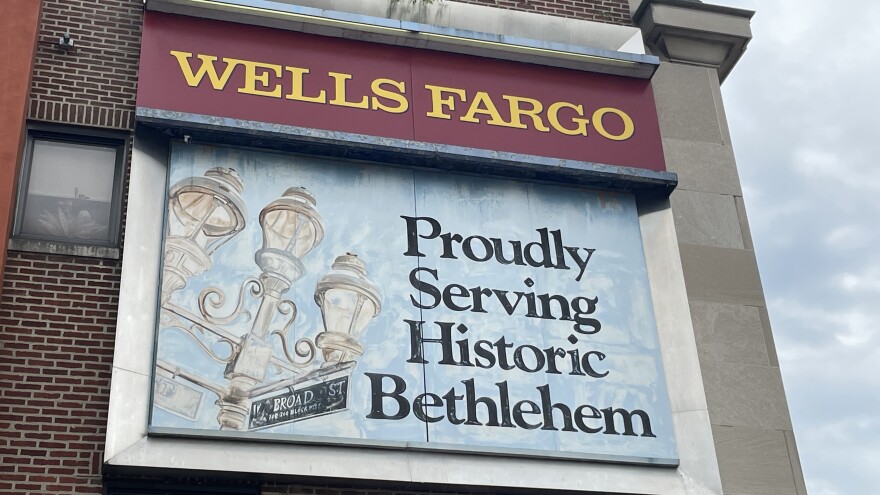 WELLS FARGO
Proudly
Serving
Historic
Bethlehem
W. BROAD ST